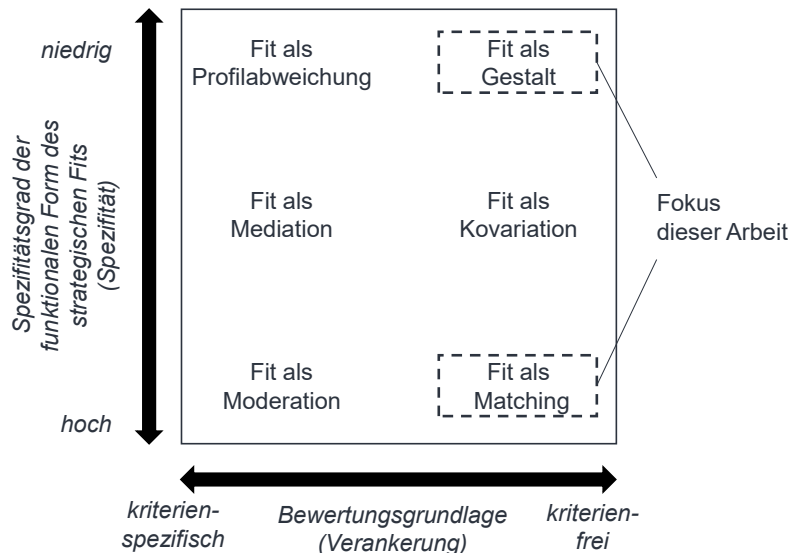 niedrig
Spezifitätsgrad der
funktionalen Form des
strategischen Fits
(Spezifität)
hoch
Fit als
Profilabweichung
Fit als
Gestalt
Fit als
Mediation
Fit als
Kovariation
Fit als
Moderation
Fit als
Matching
Fokus
dieser Arbeit
kriterien-
spezifisch
Bewertungsgrundlage
(Verankerung)
kriterien-
frei